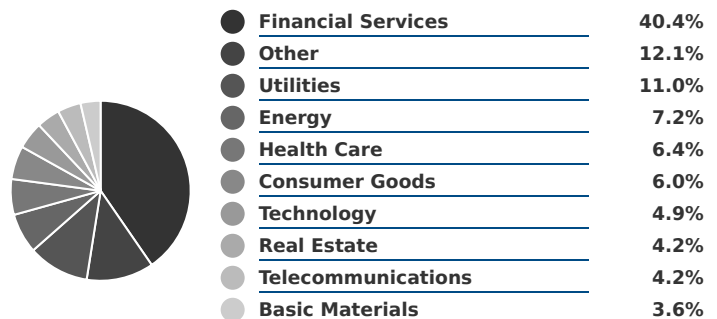 Financial Services 40.4%
Other 12.1%
Utilities 11.0%
Energy 7.2%
Health Care 6.4%
Consumer Goods 6.0%
Technology 4.9%
Real Estate 4.2%
Telecommunications 4.2%
Basic Materials 3.6%